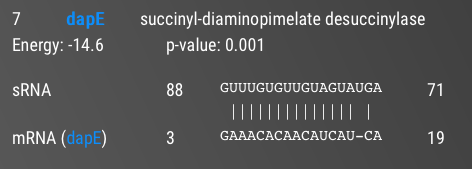 7 dapE succinyl-diaminopimelate desuccinylase
Energy: -14.6 p-value: 0.001
sRNA 88 GUUUGUGUUGUAGUAUGA 71
|||||||||||||| |
mRNA (dapE) 3 GAAACACAACAUCAU-CA 19